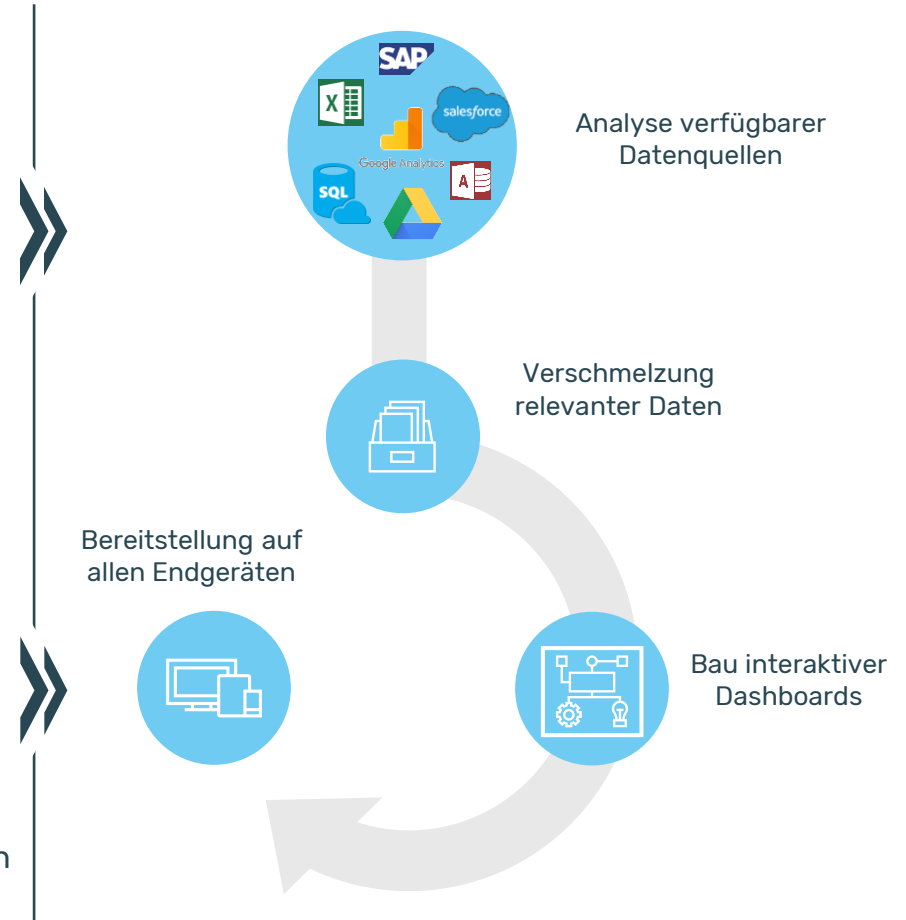 SAP
X
salesforce
Google Analytics
A
SQL
Analyse verfügbarer
Datenquellen
Verschmelzung
relevanter Daten
Bereitstellung auf
allen Endgeräten
Bau interaktiver
Dashboards